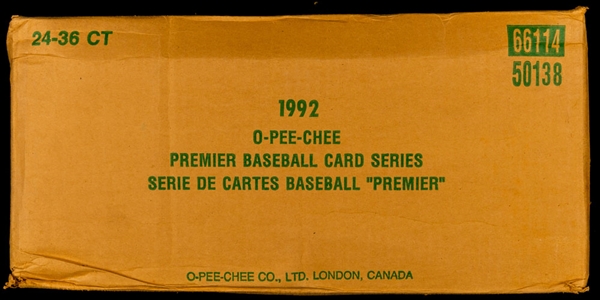 24-36 CT
66114
50138
1992
O-PEE-CHEE
PREMIER BASEBALL CARD SERIES
SERIE DE CARTES BASEBALL "PREMIER"
O-PEE-CHEE CO., LTD. LONDON, CANADA